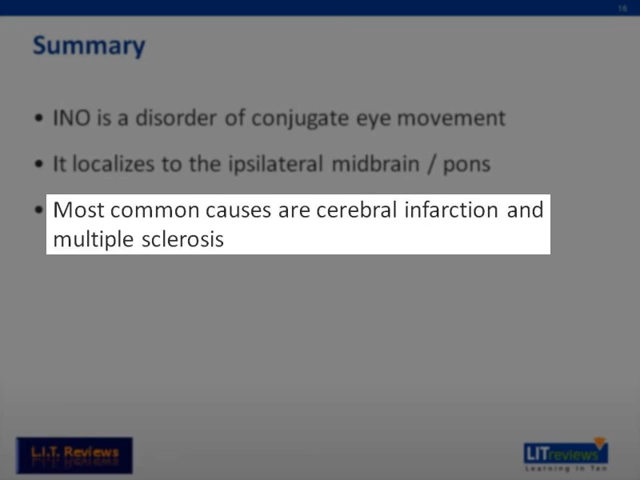 16
Summary
• INO is a disorder of conjugate eye movement
• It localizes to the ipsilateral midbrain / pons
• Most common causes are cerebral infarction and
multiple sclerosis
L.I.T. Reviews
LITreviews
Learning in Ten